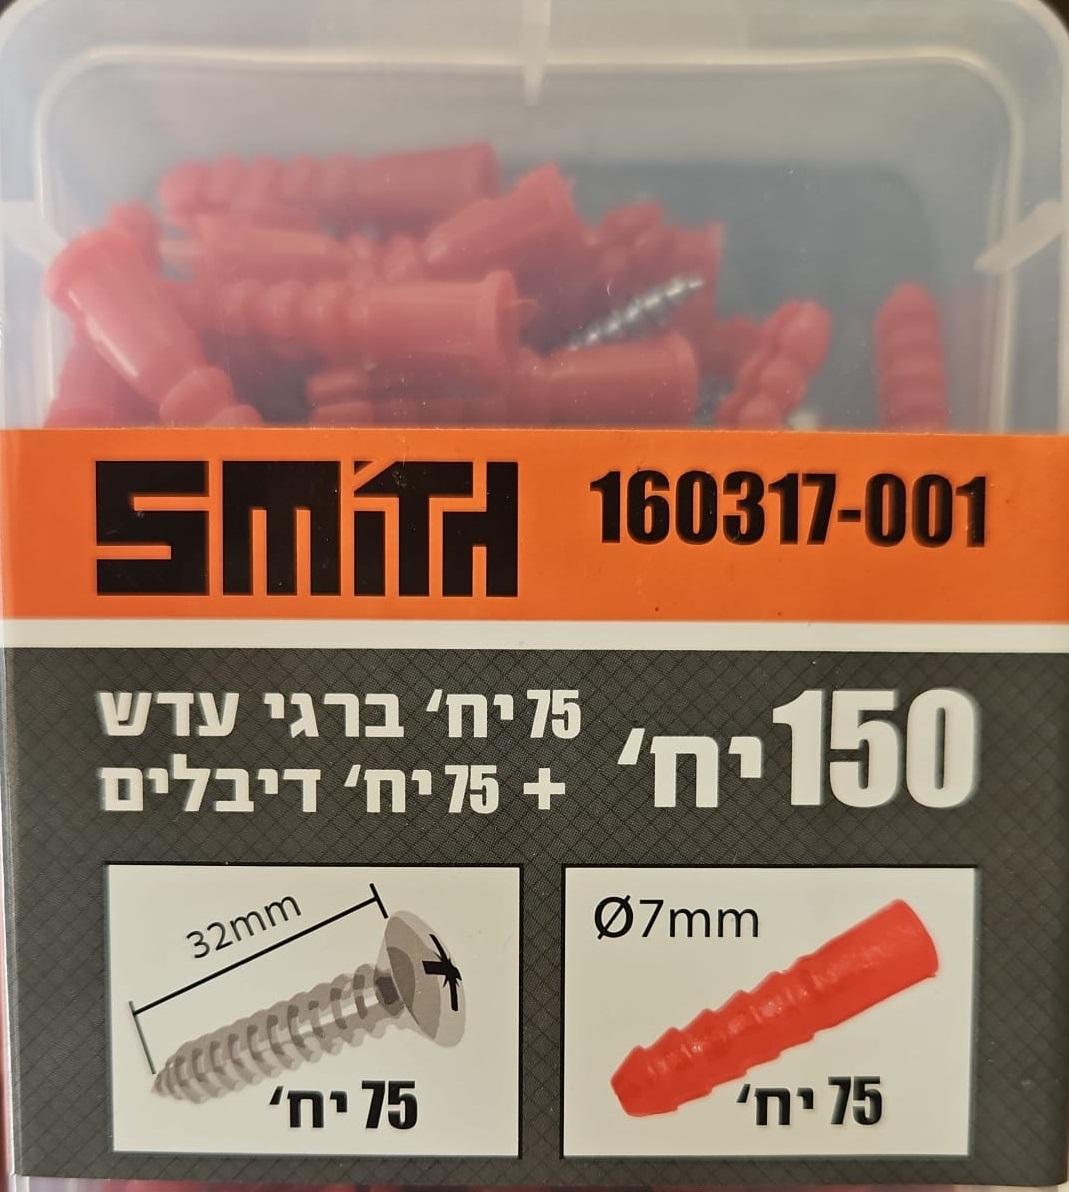 SMITH 160317-001
150 יח'
75 יח' ברגי עדש
+ 75 יח' דיבלים
32mm
75 יח'
Ø7mm
75 יח'